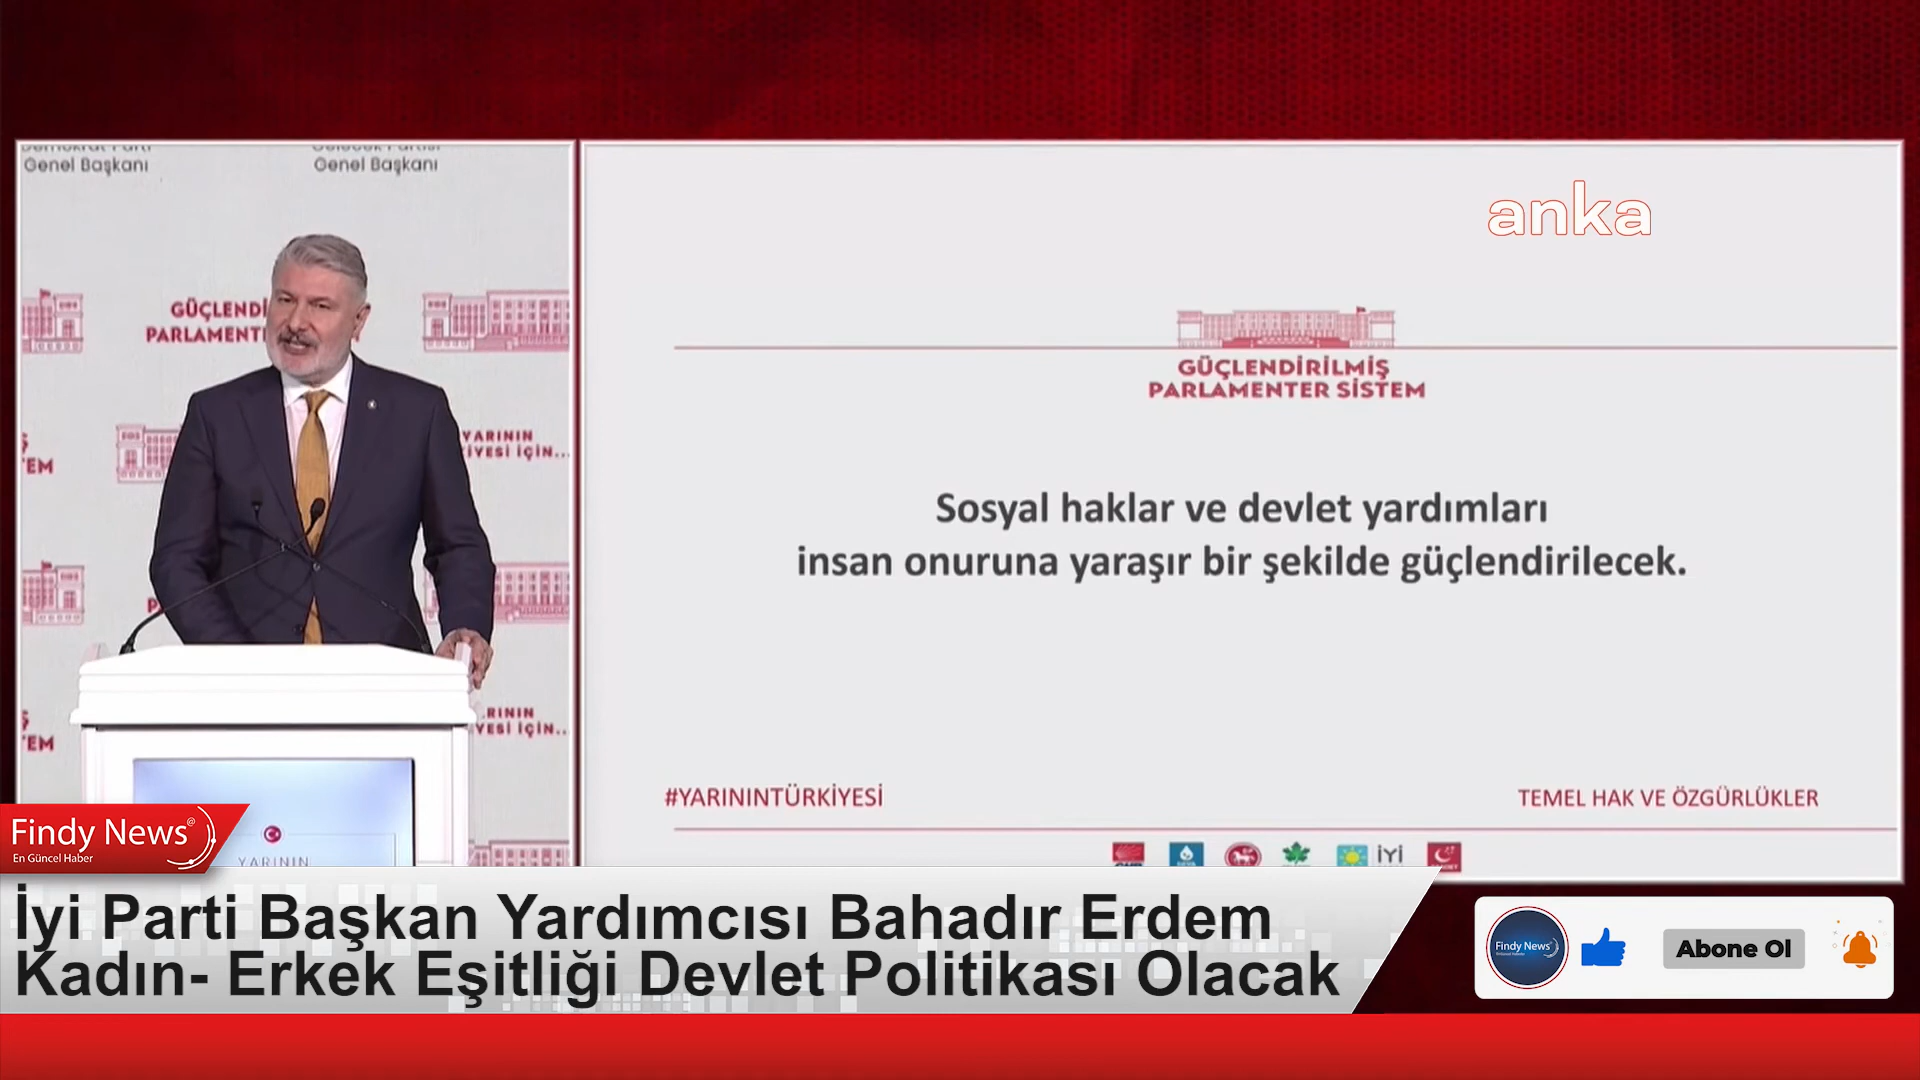 Genel Başkanı
Genel Başkanı
anka
GÜÇLENDİ
PARLAMENT
GÜÇLENDİRİLMİŞ
PARLAMENTER SİSTEM
YARININ
İYESİ İÇİN...
TEM
Sosyal haklar ve devlet yardımları
insan onuruna yaraşır bir şekilde güçlendirilecek.
RININ
YESİ İÇİN..
TEM
#YARININTÜRKİYESİ
TEMEL HAK VE ÖZGÜRLÜKLER
Findy News@
En Güncel Haber
YARININ
İYİ
İyi Parti Başkan Yardımcısı Bahadır Erdem
Kadın- Erkek Eşitliği Devlet Politikası Olacak
Findy News
Abone Ol